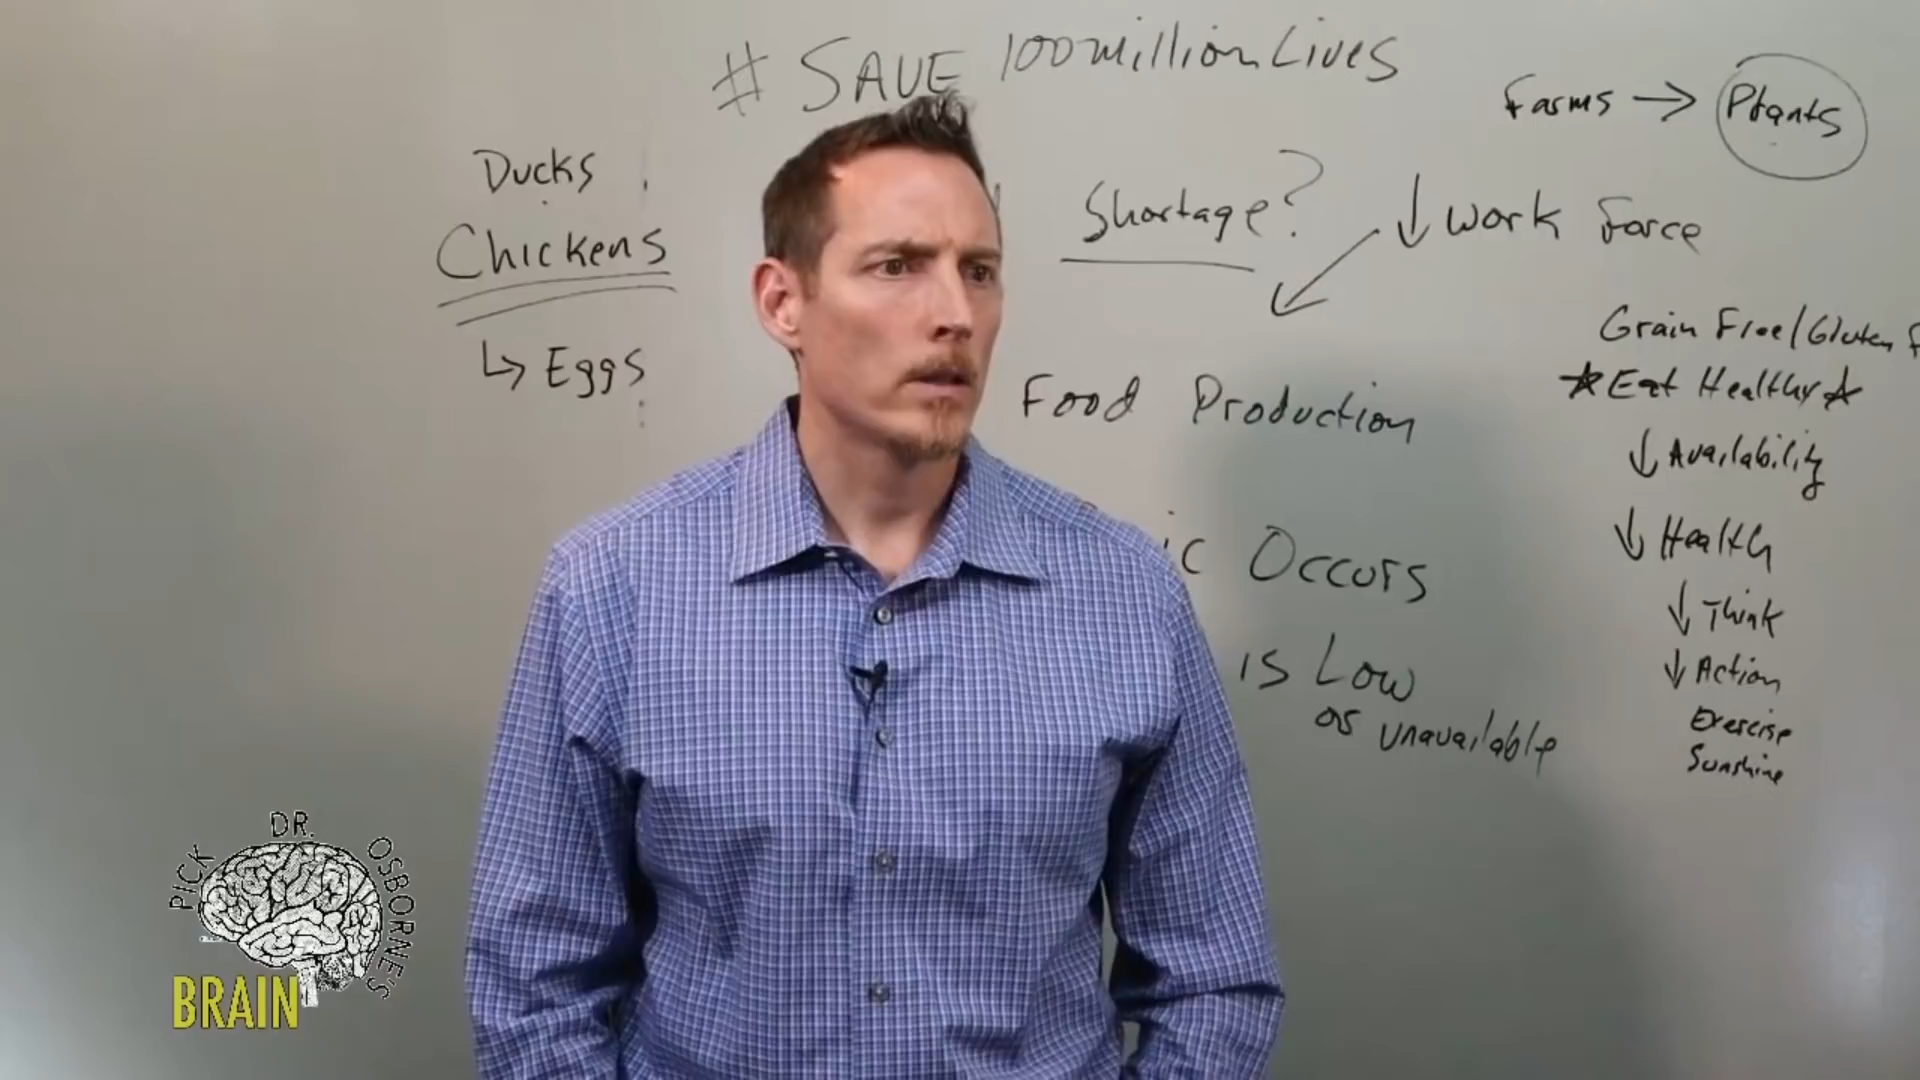 # SAVE 100 million Lives
Farms → Plants
Ducks
Chickens
↳ Eggs
Shortage?
↓ Work Force
Food Production
Grain Free/Gluten F
★ Eat Healthy ★
↓ Availability
↓ Health
↓ Think
↓ Action
Exercise
Sunshine
ic Occurs
is Low
or unavailable
PICK DR. OSBORNE'S
BRAIN